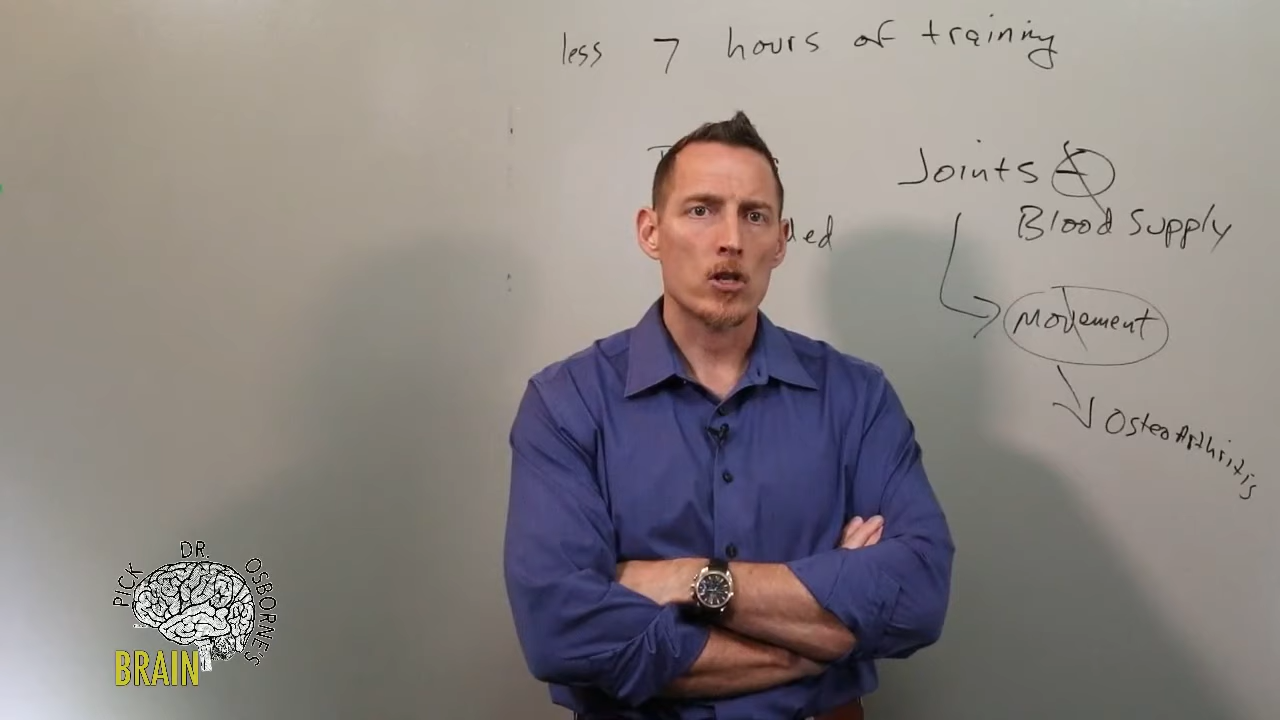 less 7 hours of training
Joints
Blood Supply
Movement
OsteoArthritis
PICK DR. OSBORNE'S
BRAIN